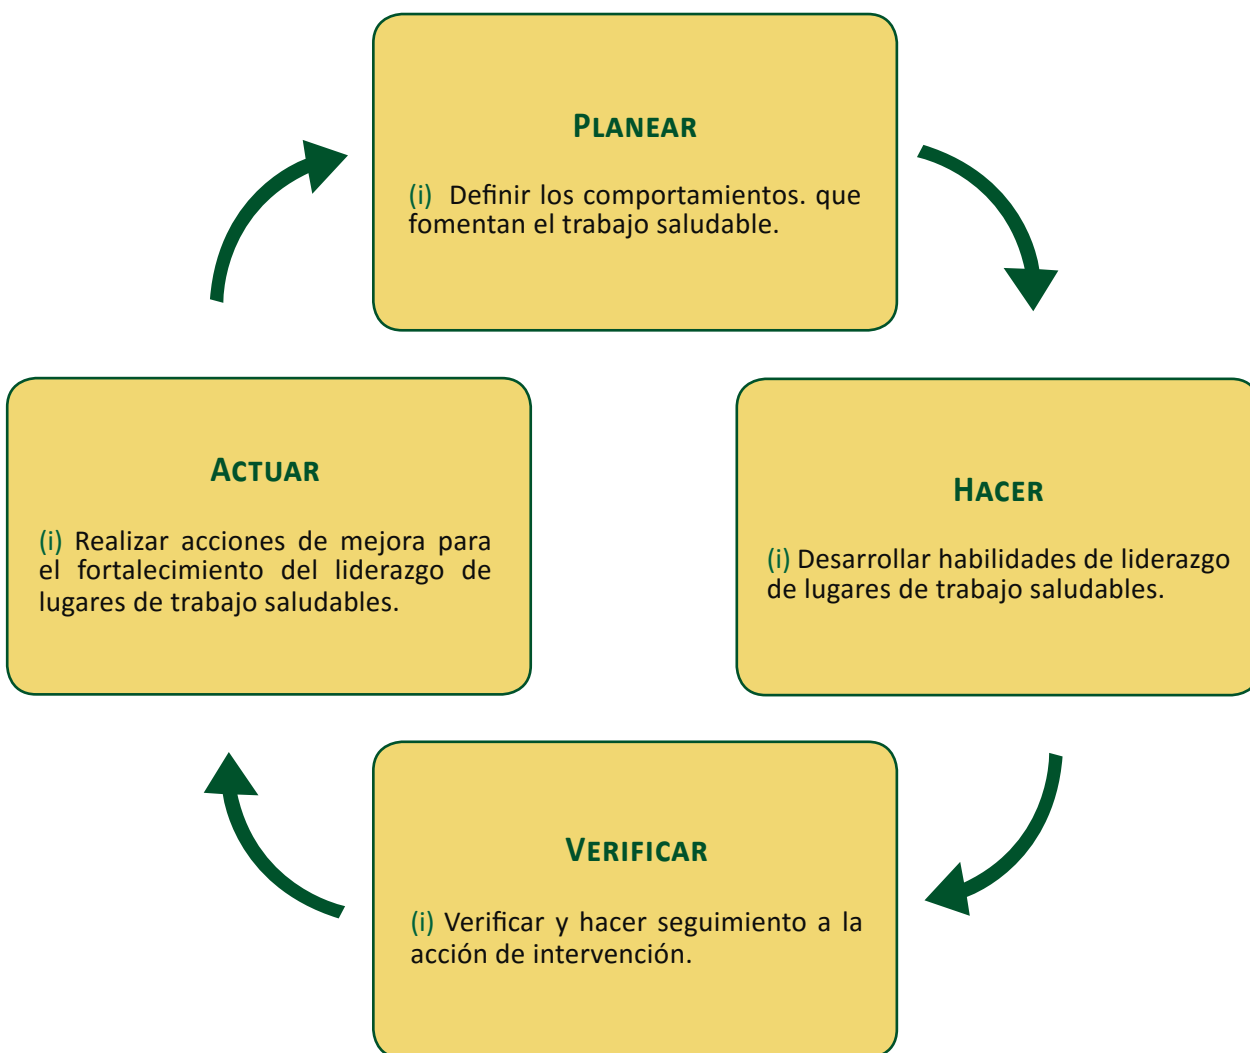 PLANEAR
(i) Definir los comportamientos. que
fomentan el trabajo saludable.
ACTUAR
(i) Realizar acciones de mejora para
el fortalecimiento del liderazgo de
lugares de trabajo saludables.
HACER
(i) Desarrollar habilidades de liderazgo
de lugares de trabajo saludables.
VERIFICAR
(i) Verificar y hacer seguimiento a la
acción de intervención.